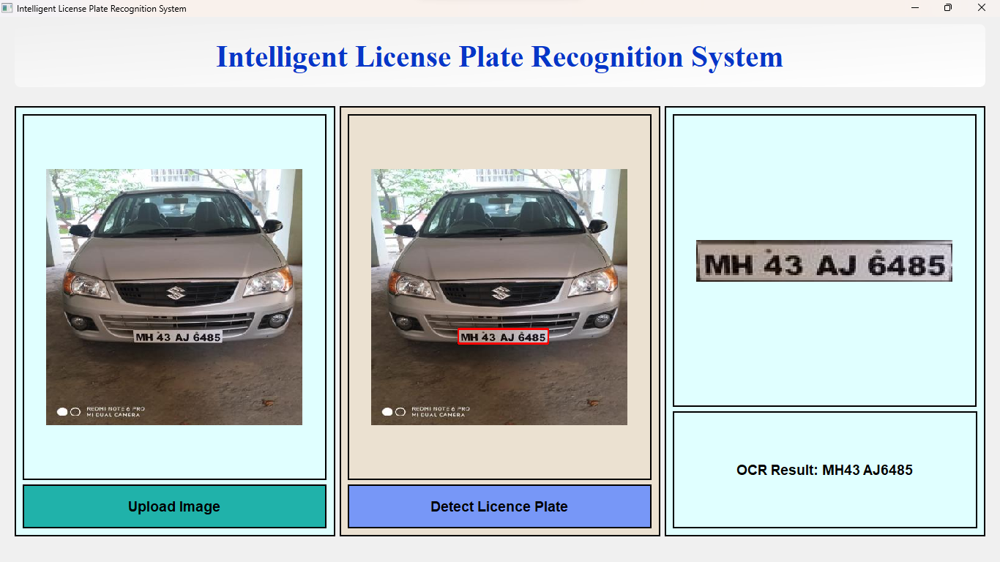 Intelligent License Plate Recognition System
Intelligent License Plate Recognition System
MH 43 AJ 6485
REDMI NOTE 6 PRO
MI DUAL CAMERA
Upload Image
MH 43 AJ 6485
REDMI NOTE 6 PRO
MI DUAL CAMERA
Detect Licence Plate
MH 43 AJ 6485
OCR Result: MH43 AJ6485